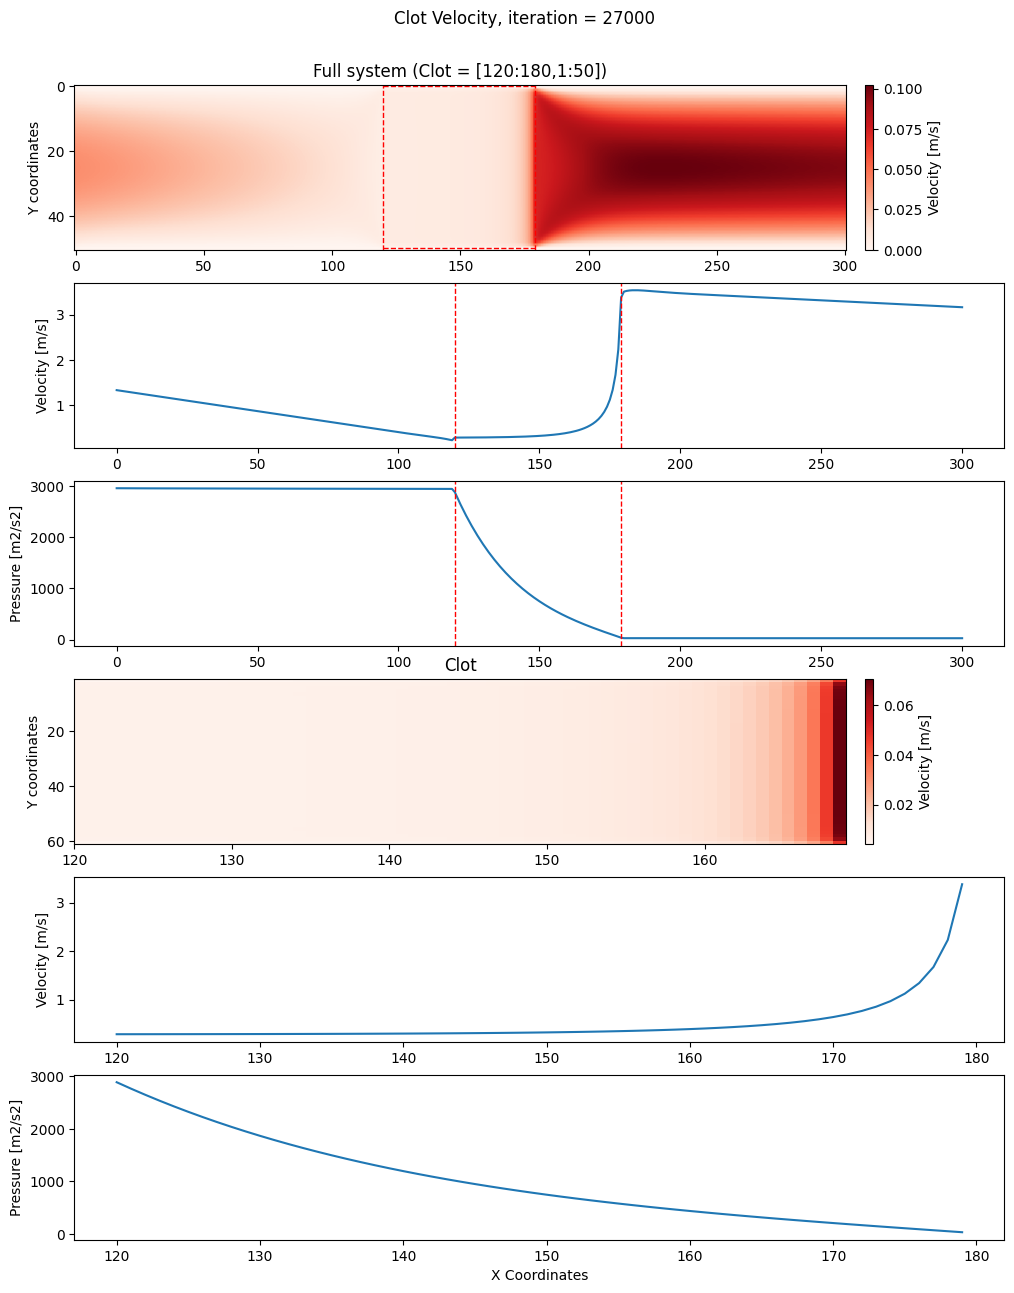 Clot Velocity, iteration = 27000
Full system (Clot = [120:180,1:50])
Y coordinates
0
20
40
0 50 100 150 200 250 300
0.100
0.075
0.050
0.025
0.000
Velocity [m/s]
Velocity [m/s]
3
2
1
0 50 100 150 200 250 300
Pressure [m2/s2]
3000
2000
1000
0
0 50 100 150 200 250 300
Clot
Y coordinates
20
40
60
120 130 140 150 160
0.06
0.04
0.02
Velocity [m/s]
Velocity [m/s]
3
2
1
120 130 140 150 160 170 180
Pressure [m2/s2]
3000
2000
1000
0
120 130 140 150 160 170 180
X Coordinates